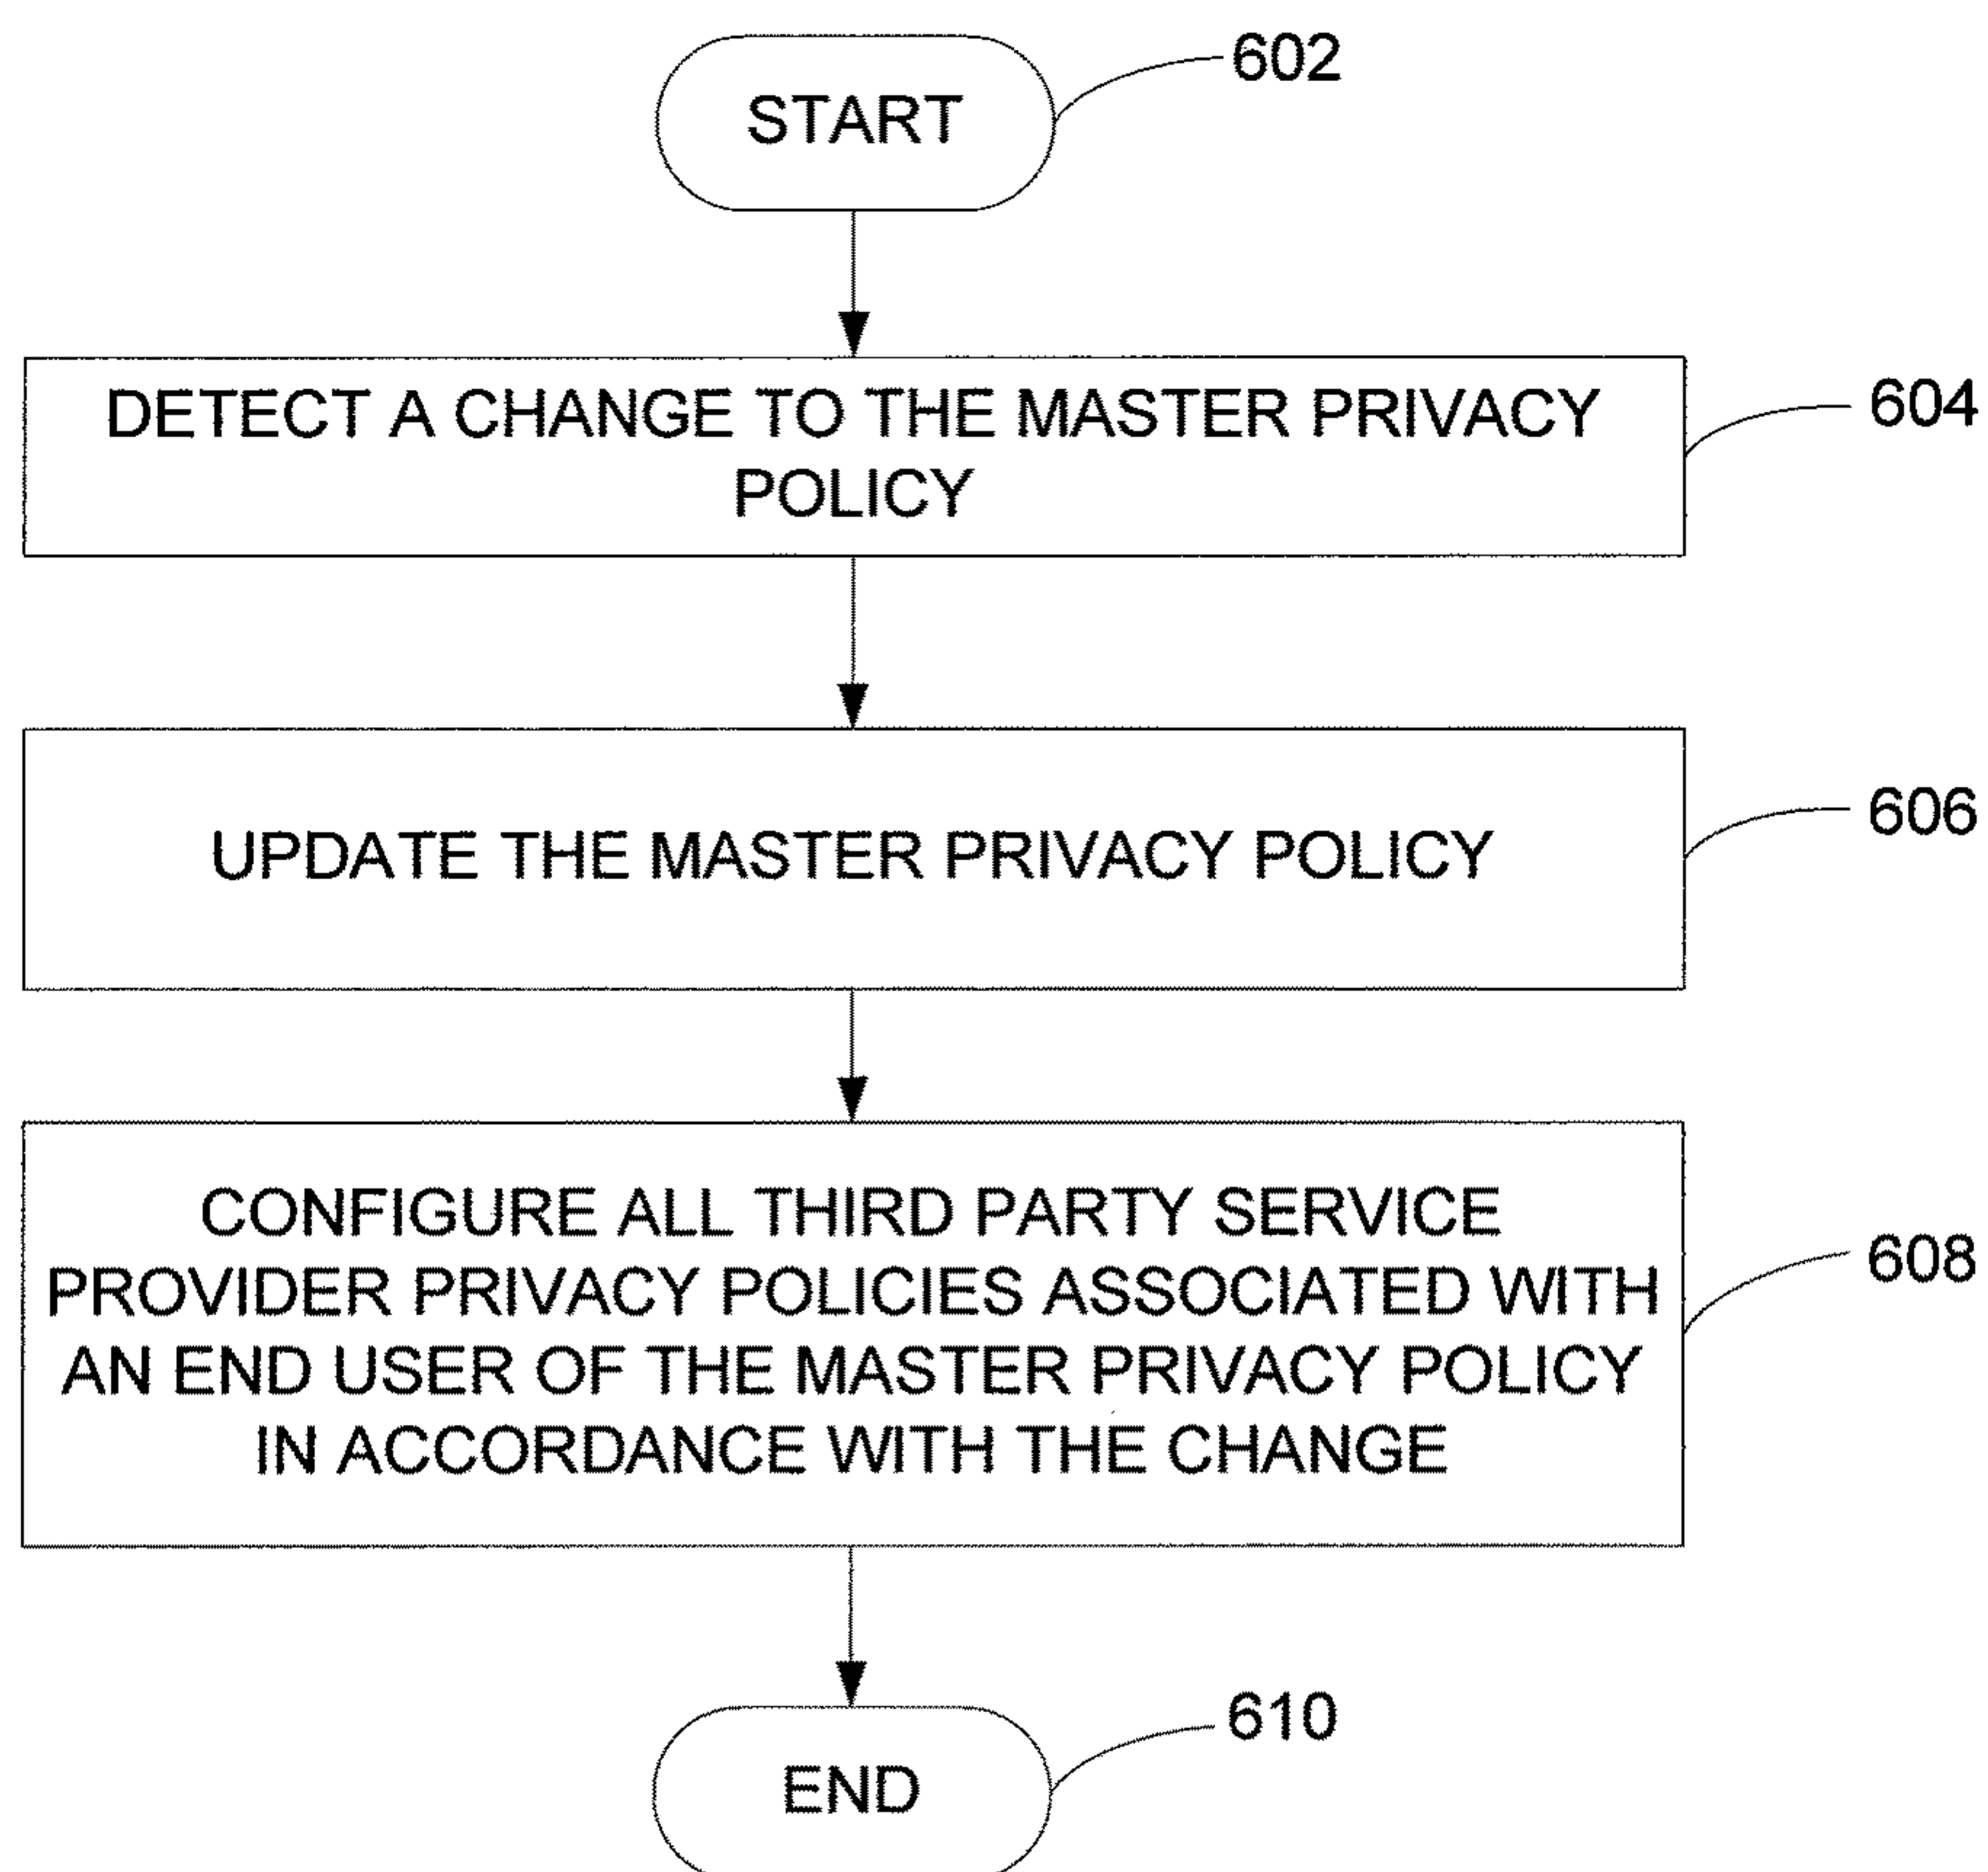 START
602
DETECT A CHANGE TO THE MASTER PRIVACY
POLICY
604
UPDATE THE MASTER PRIVACY POLICY
606
CONFIGURE ALL THIRD PARTY SERVICE
PROVIDER PRIVACY POLICIES ASSOCIATED WITH
AN END USER OF THE MASTER PRIVACY POLICY
IN ACCORDANCE WITH THE CHANGE
608
END
610